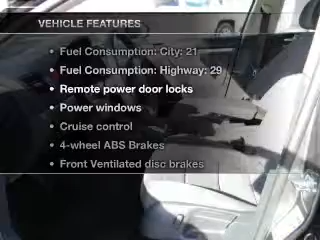 VEHICLE FEATURES
• Fuel Consumption: City: 21
• Fuel Consumption: Highway: 29
• Remote power door locks
• Power windows
• Cruise control
• 4-wheel ABS Brakes
• Front Ventilated disc brakes